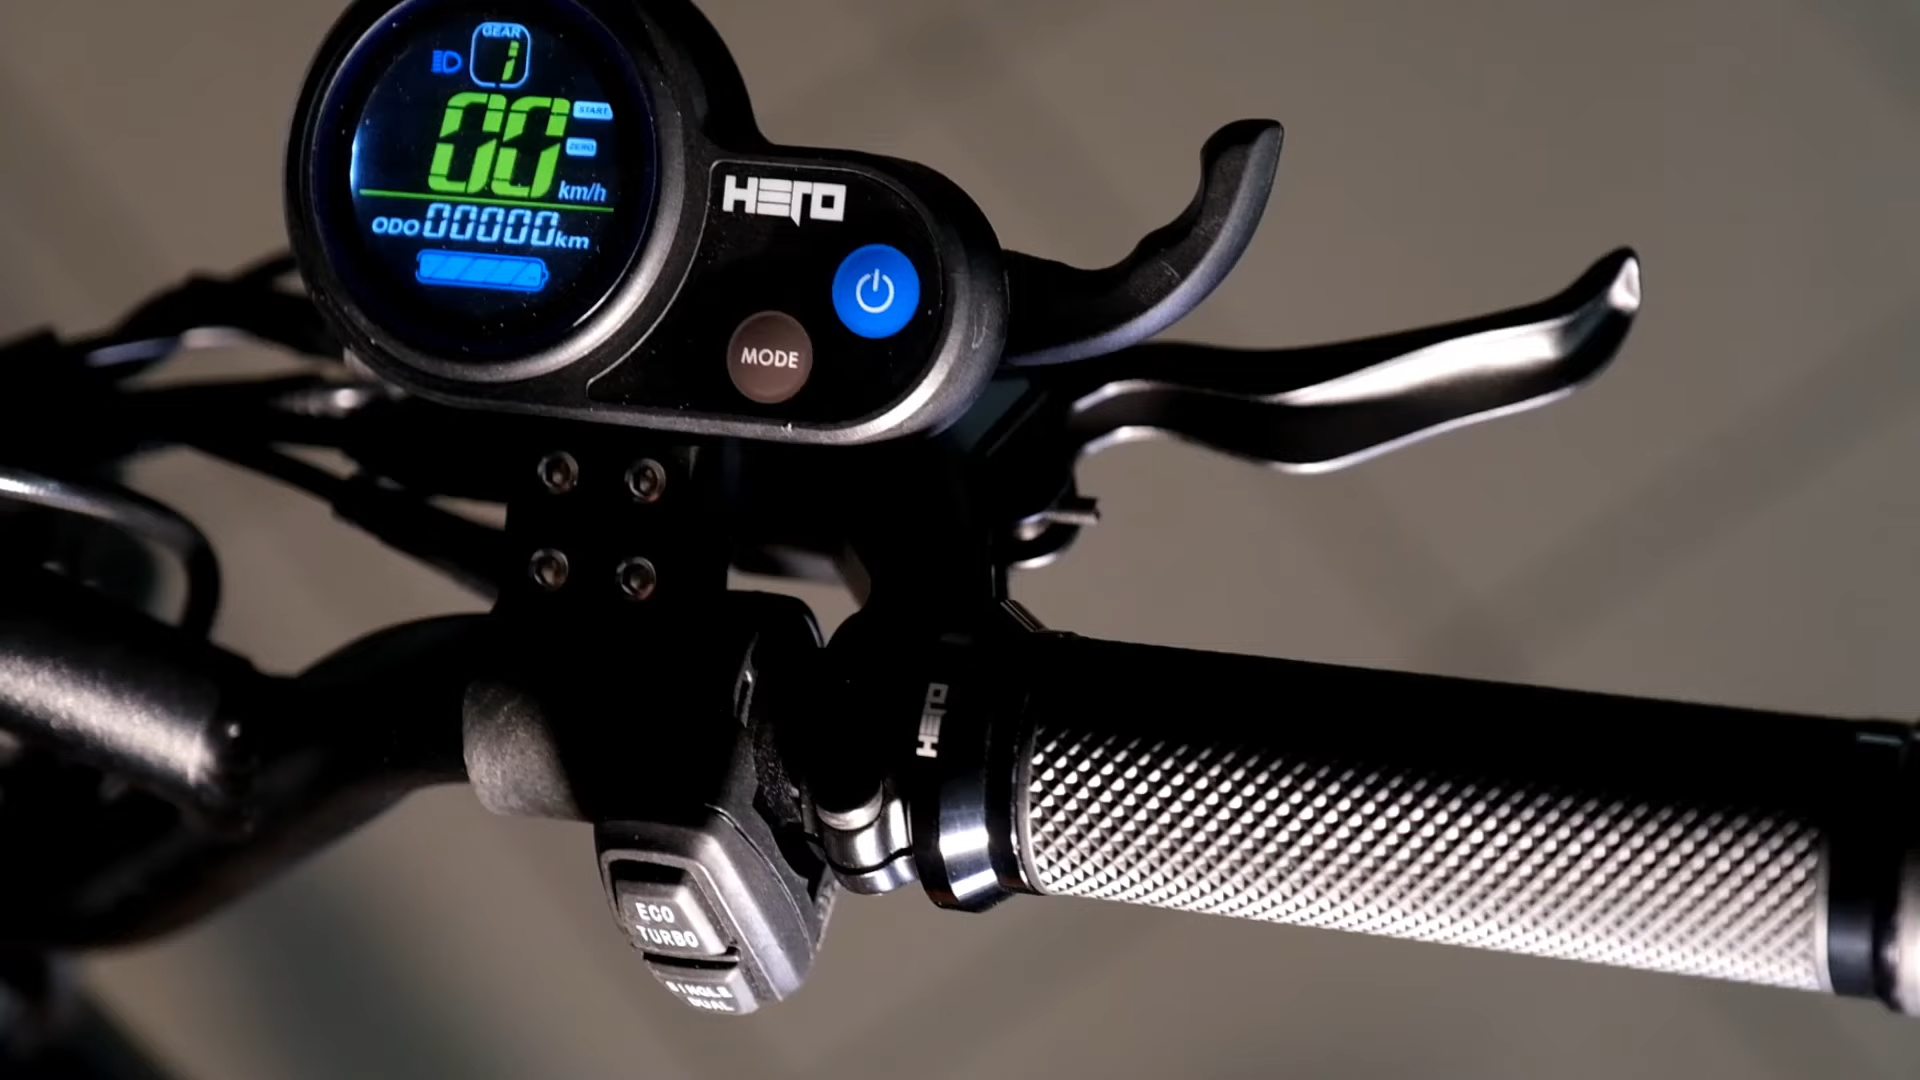 GEAR
1
00
START
ZERO
km/h
ODO 00000 km
HERO
MODE
HERO
ECO
TURBO
SINGLE
DUAL